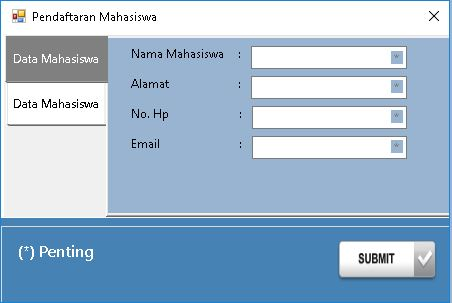 Pendaftaran Mahasiswa
Data Mahasiswa
Data Mahasiswa
Nama Mahasiswa : *
Alamat : *
No. Hp : *
Email : *
(*) Penting
SUBMIT